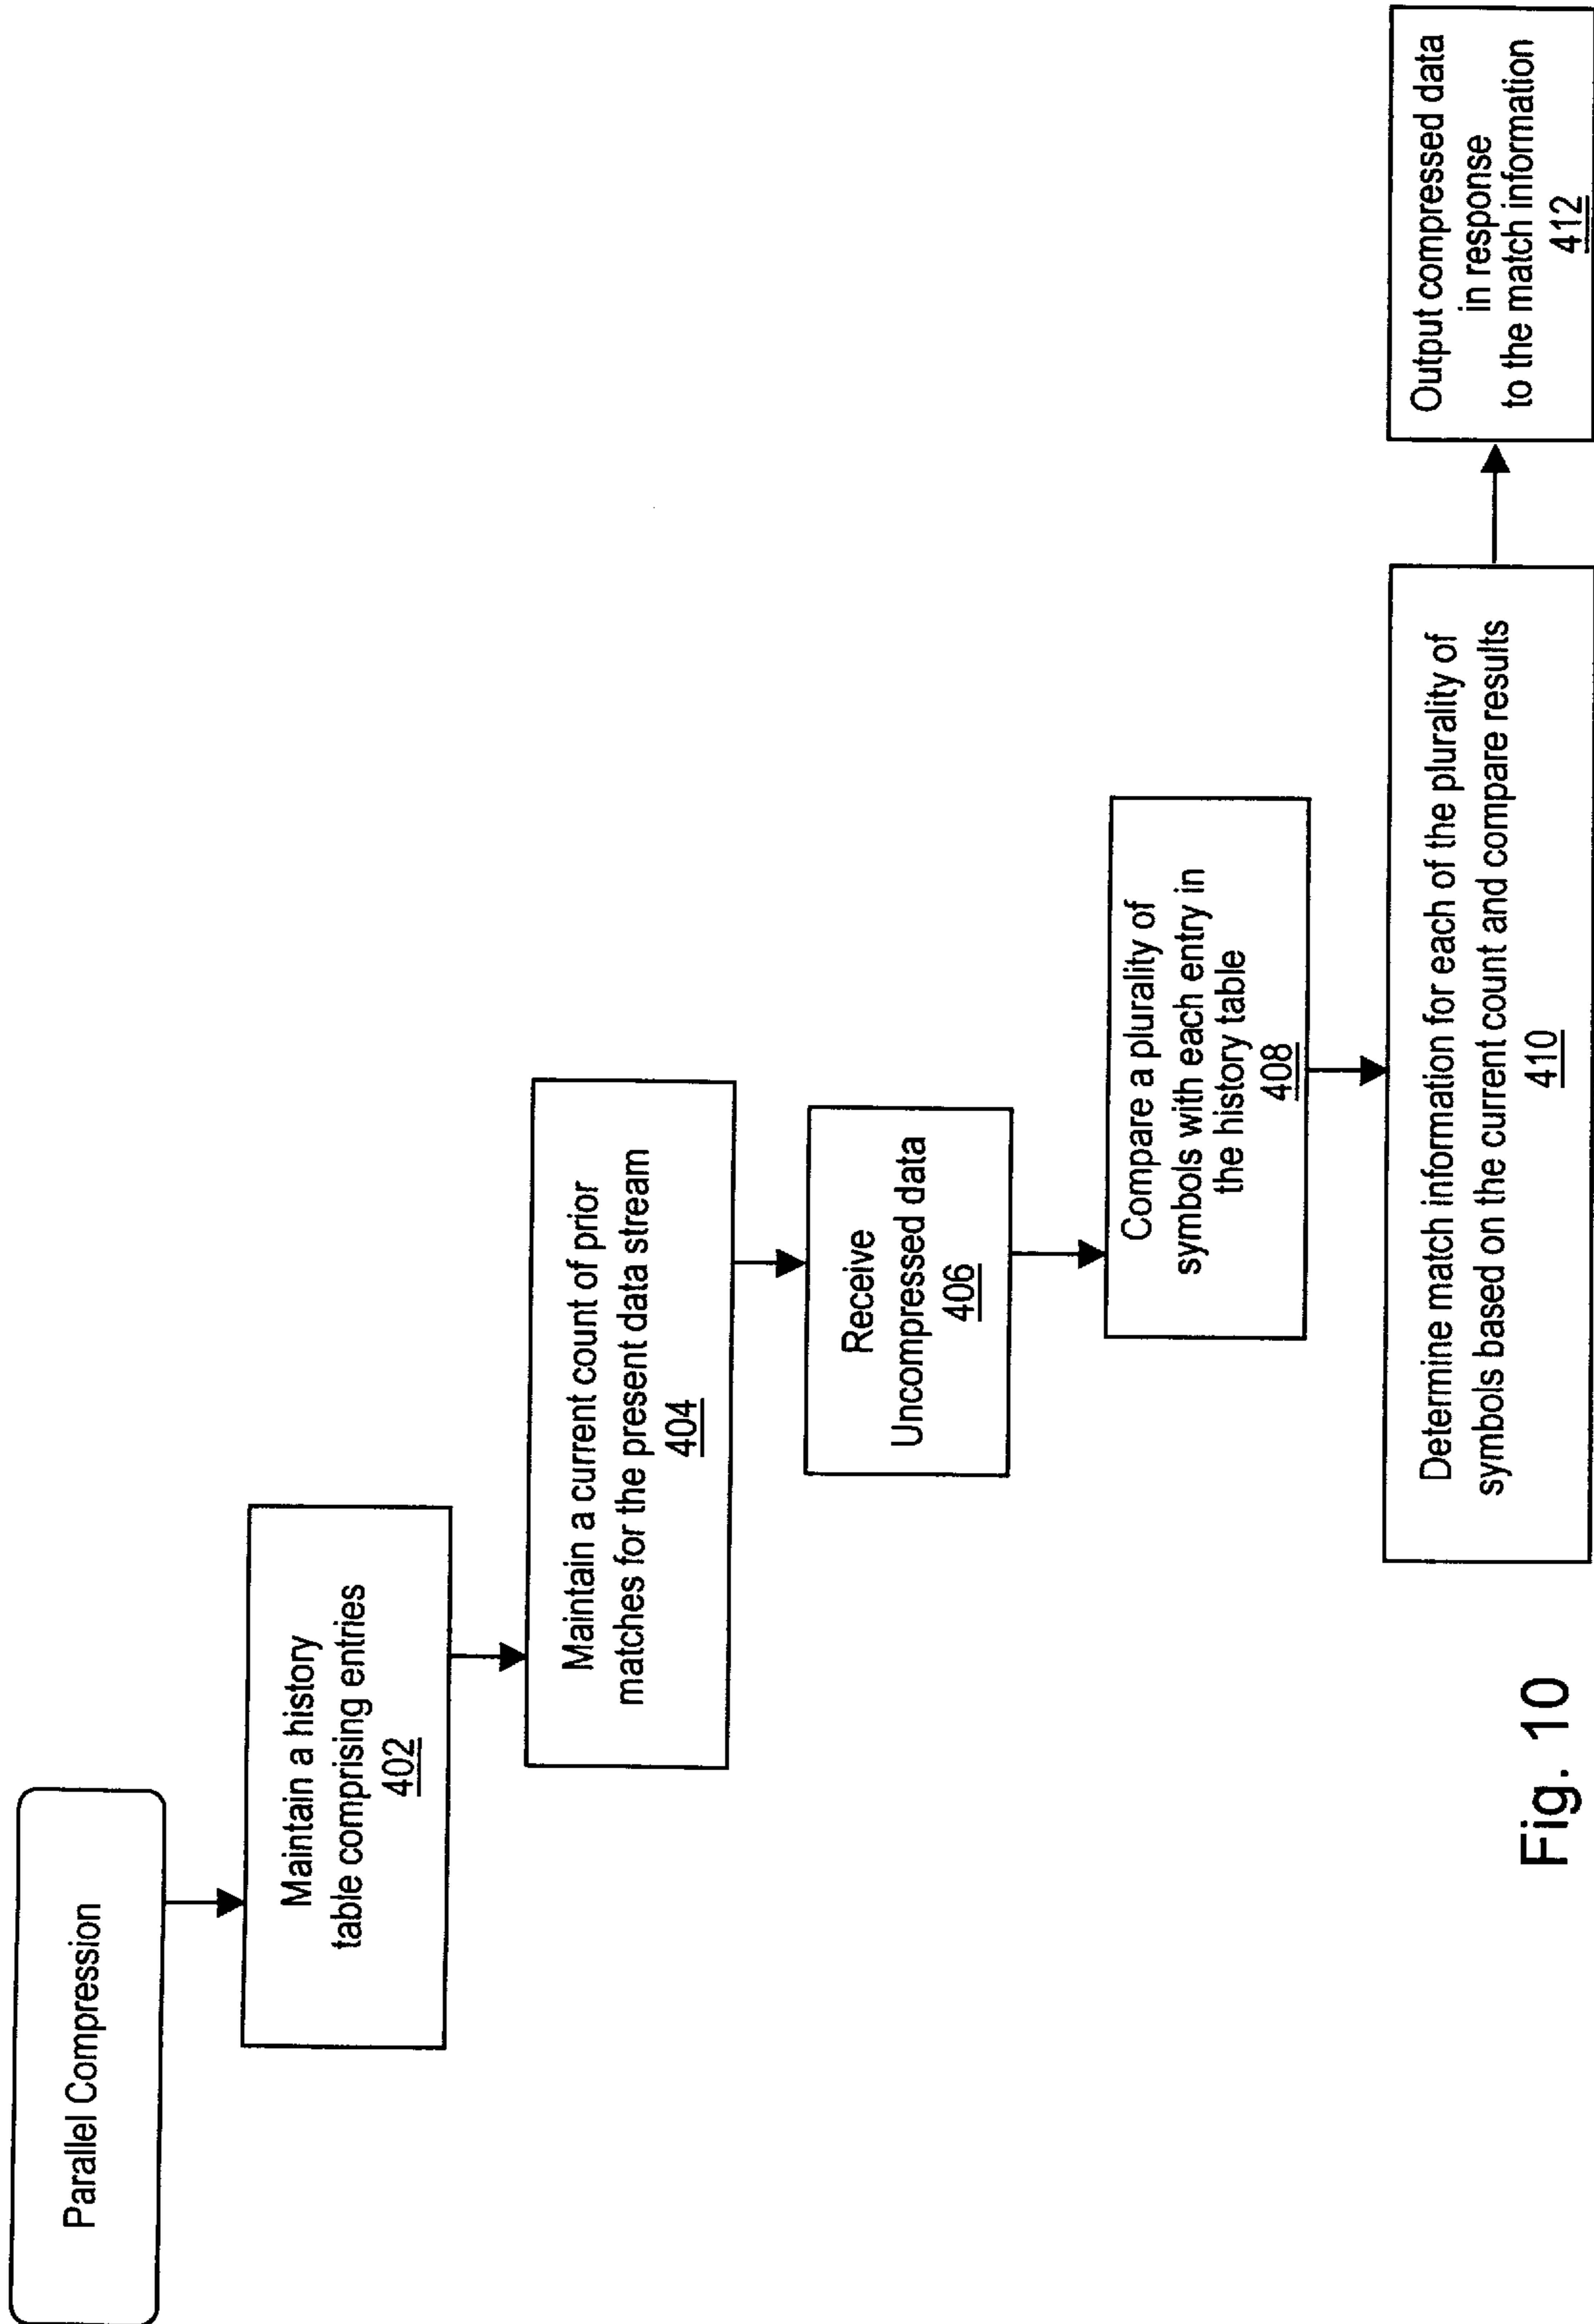 Parallel Compression
Maintain a history
table comprising entries
402
Maintain a current count of prior
matches for the present data stream
404
Receive
Uncompressed data
406
Compare a plurality of
symbols with each entry in
the history table
408
Determine match information for each of the plurality of
symbols based on the current count and compare results
410
Output compressed data
in response
to the match information
412
Fig. 10